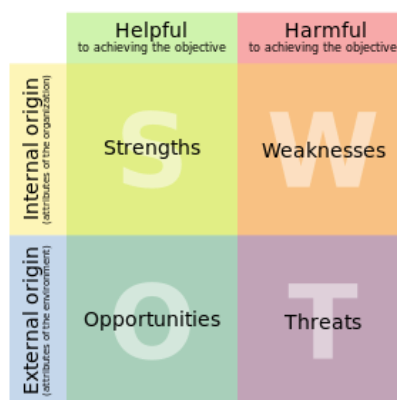 Helpful
to achieving the objective
Harmful
to achieving the objective
Internal origin
(attributes of the organization)
S
Strengths
W
Weaknesses
External origin
(attributes of the environment)
O
Opportunities
T
Threats